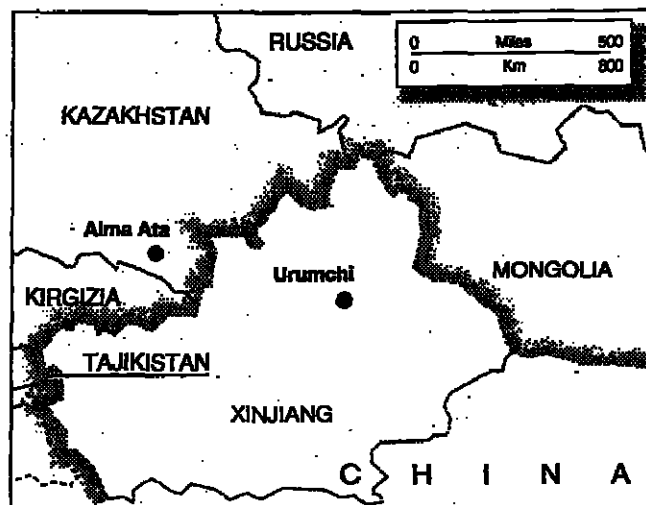 RUSSIA
0 Miles 500
0 Km 800
KAZAKHSTAN
Alma Ata
Urumchi
MONGOLIA
KIRGIZIA
TAJIKISTAN
XINJIANG
C H I N A